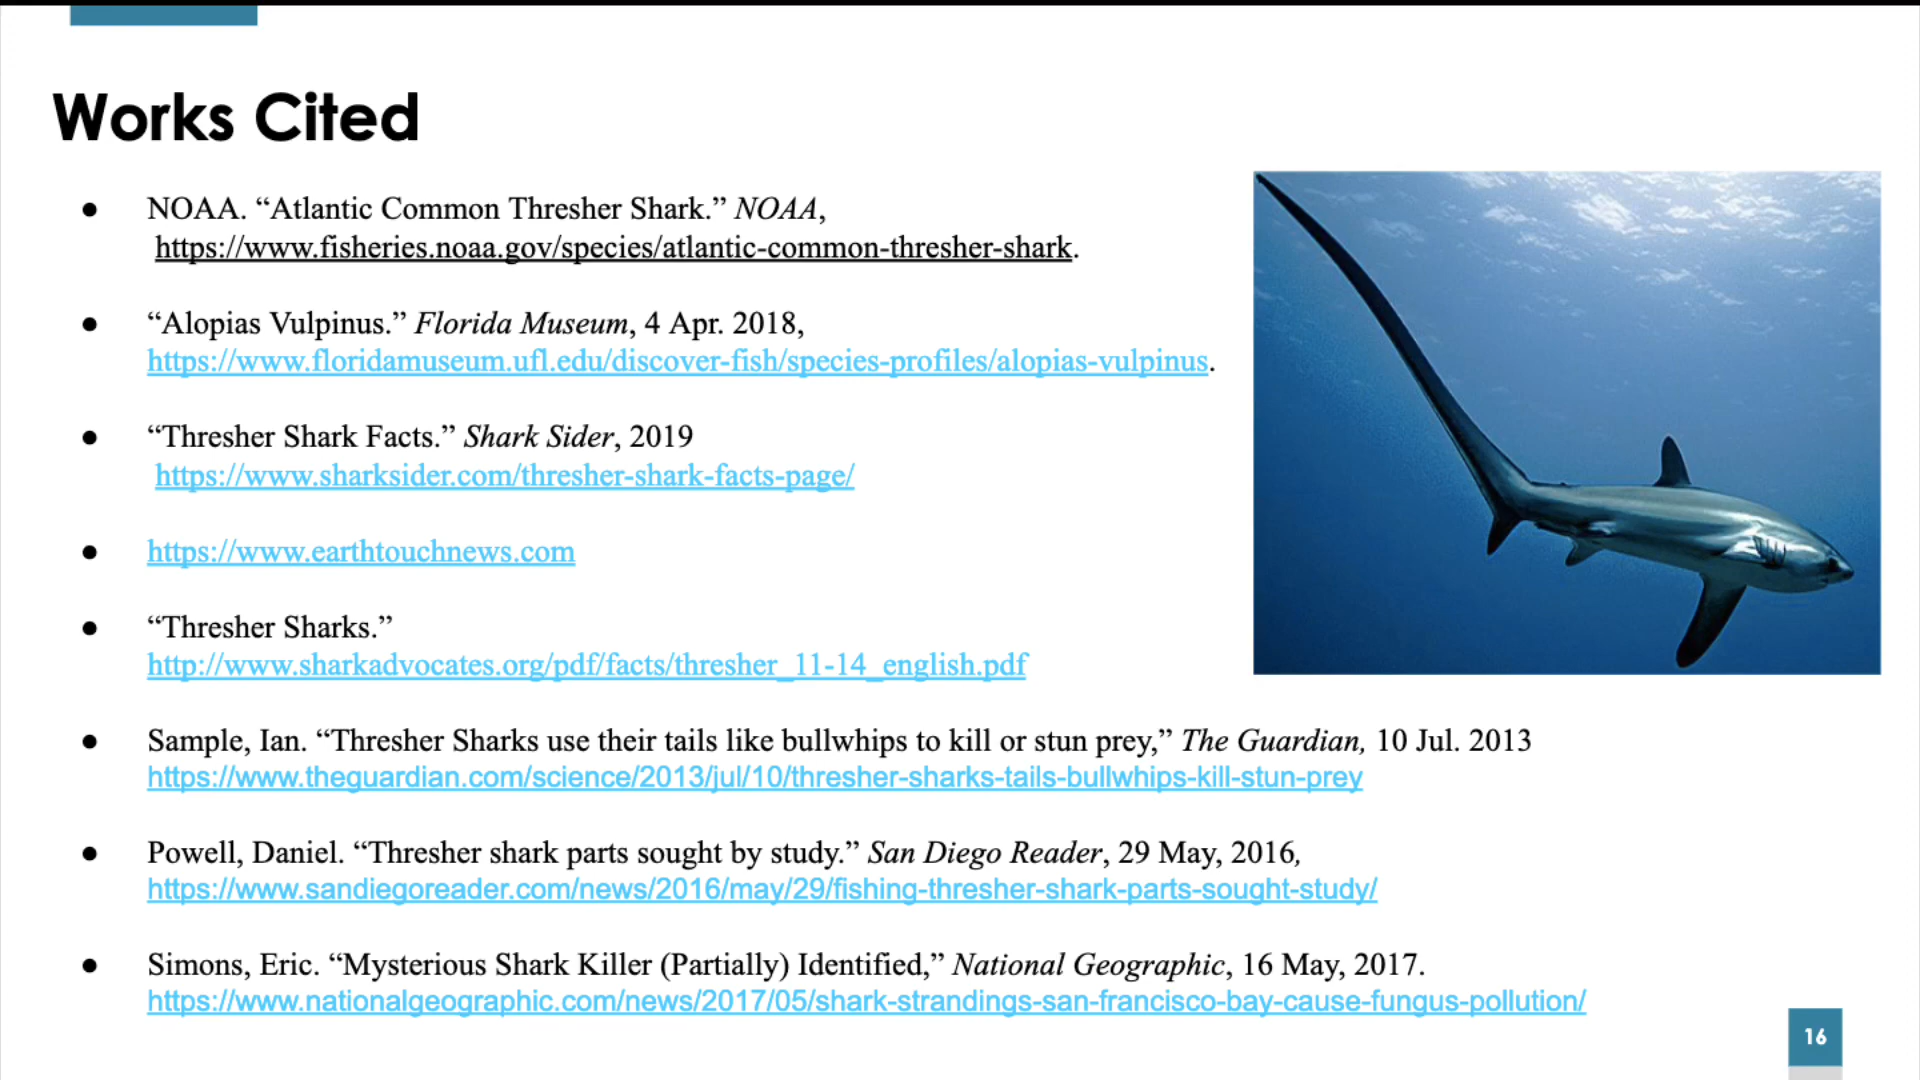 Works Cited
● NOAA. “Atlantic Common Thresher Shark.” NOAA,
https://www.fisheries.noaa.gov/species/atlantic-common-thresher-shark.
● “Alopias Vulpinus.” Florida Museum, 4 Apr. 2018,
https://www.floridamuseum.ufl.edu/discover-fish/species-profiles/alopias-vulpinus.
● “Thresher Shark Facts.” Shark Sider, 2019
https://www.sharksider.com/thresher-shark-facts-page/
● https://www.earthtouchnews.com
● “Thresher Sharks.”
http://www.sharkadvocates.org/pdf/facts/thresher_11-14_english.pdf
● Sample, Ian. “Thresher Sharks use their tails like bullwhips to kill or stun prey,” The Guardian, 10 Jul. 2013
https://www.theguardian.com/science/2013/jul/10/thresher-sharks-tails-bullwhips-kill-stun-prey
● Powell, Daniel. “Thresher shark parts sought by study.” San Diego Reader, 29 May, 2016,
https://www.sandiegoreader.com/news/2016/may/29/fishing-thresher-shark-parts-sought-study/
● Simons, Eric. “Mysterious Shark Killer (Partially) Identified,” National Geographic, 16 May, 2017.
https://www.nationalgeographic.com/news/2017/05/shark-strandings-san-francisco-bay-cause-fungus-pollution/
16